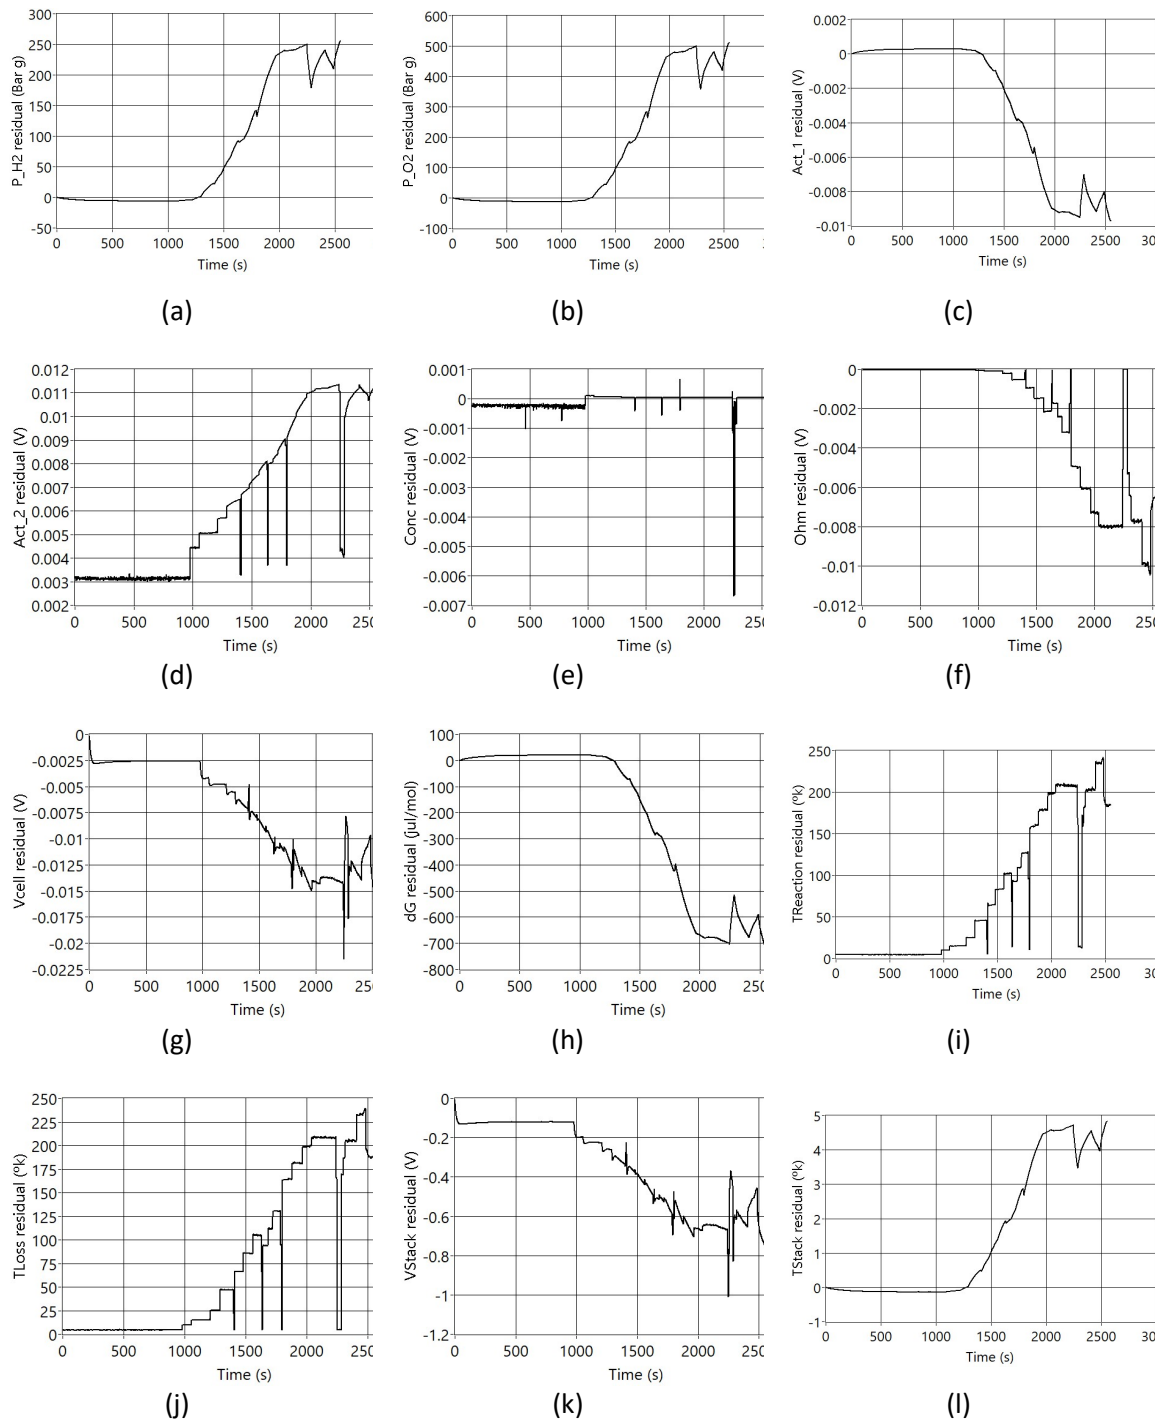 300
250
200
150
100
50
0
-50
P_H2 residual (Bar g)
0 500 1000 1500 2000 2500
Time (s)
(a)
600
500
400
300
200
100
0
-100
P_O2 residual (Bar g)
0 500 1000 1500 2000 2500
Time (s)
(b)
0.002
0
-0.002
-0.004
-0.006
-0.008
-0.01
Act_1 residual (V)
0 500 1000 1500 2000 2500 300
Time (s)
(c)
0.012
0.011
0.01
0.009
0.008
0.007
0.006
0.005
0.004
0.003
0.002
Act_2 residual (V)
0 500 1000 1500 2000 250
Time (s)
(d)
0.001
0
-0.001
-0.002
-0.003
-0.004
-0.005
-0.006
-0.007
Conc residual (V)
0 500 1000 1500 2000 250
Time (s)
(e)
0
-0.002
-0.004
-0.006
-0.008
-0.01
-0.012
Ohm residual (V)
0 500 1000 1500 2000 250
Time (s)
(f)
0
-0.0025
-0.005
-0.0075
-0.01
-0.0125
-0.015
-0.0175
-0.02
-0.0225
Vcell residual (V)
0 500 1000 1500 2000 250
Time (s)
(g)
100
0
-100
-200
-300
-400
-500
-600
-700
-800
dG residual (jul/mol)
0 500 1000 1500 2000 250
Time (s)
(h)
250
200
150
100
50
0
TReaction residual (ºk)
0 500 1000 1500 2000 2500 300
Time (s)
(i)
250
225
200
175
150
125
100
75
50
25
0
TLoss residual (ºk)
0 500 1000 1500 2000 250
Time (s)
(j)
0
-0.2
-0.4
-0.6
-0.8
-1
-1.2
VStack residual (V)
0 500 1000 1500 2000 250
Time (s)
(k)
5
4
3
2
1
0
-1
TStack residual (ºk)
0 500 1000 1500 2000 2500 300
Time (s)
(l)